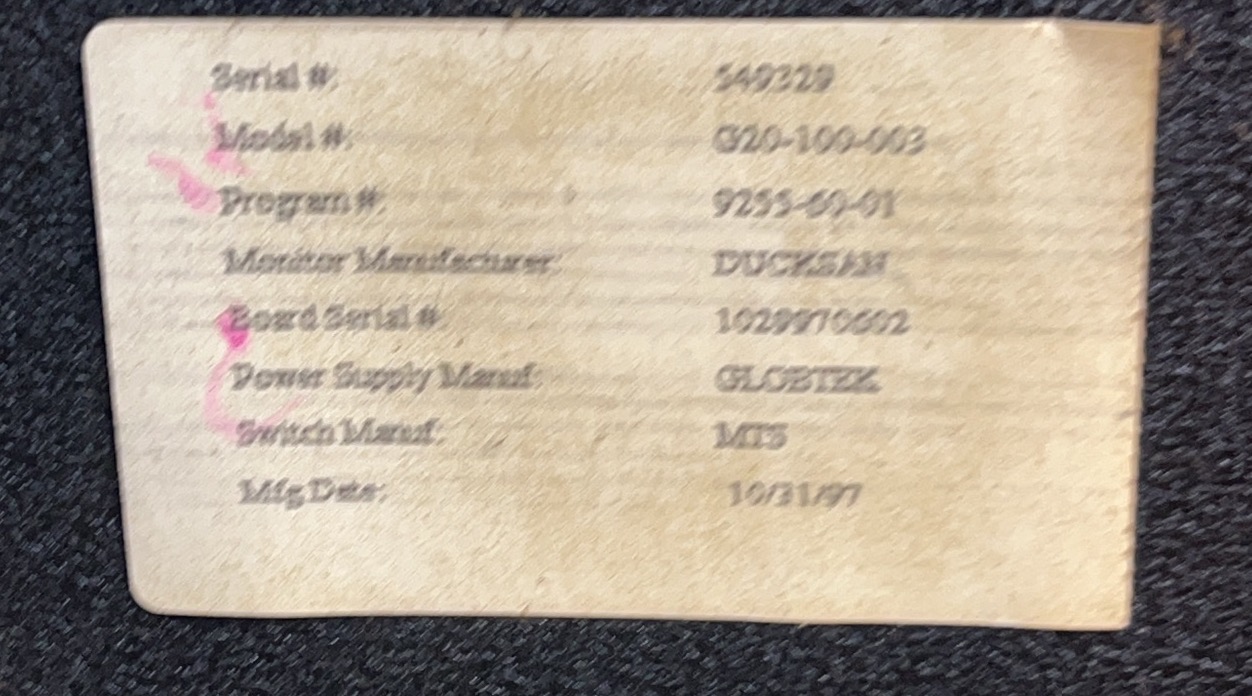 Serial #: 549329
Model #: G20-100-003
Program #: 9255-60-01
Monitor Manufacturer: DUCKSAN
Board Serial # 1029970602
Power Supply Manuf: GLOBTEK
Switch Manuf: MTS
Mfg Date: 10/31/97